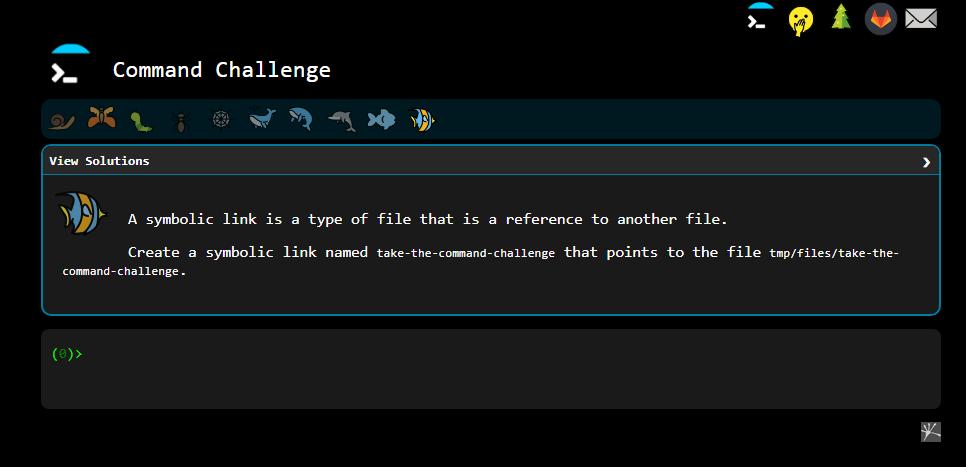 Command Challenge
View Solutions
A symbolic link is a type of file that is a reference to another file.
Create a symbolic link named take-the-command-challenge that points to the file tmp/files/take-the-
command-challenge.
(0)>